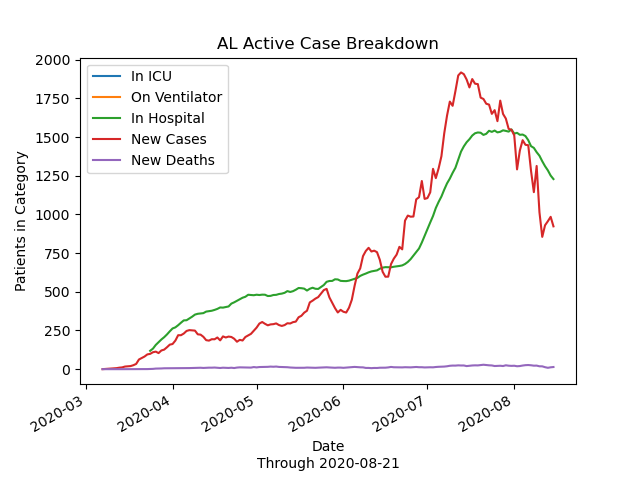 AL Active Case Breakdown
2000
1750
1500
1250
1000
750
500
250
0
Patients in Category
In ICU
On Ventilator
In Hospital
New Cases
New Deaths
2020-03
2020-04
2020-05
2020-06
2020-07
2020-08
Date
Through 2020-08-21